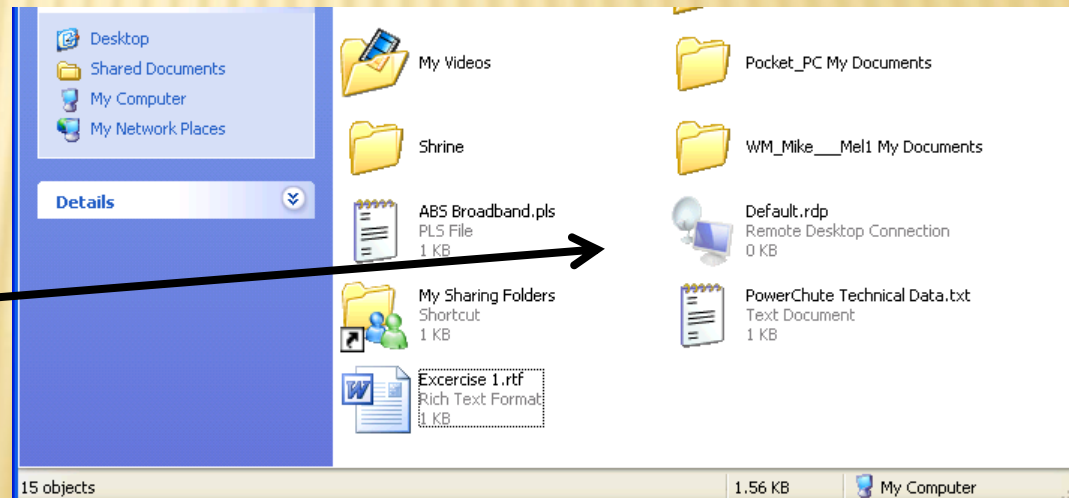 Desktop
Shared Documents
My Computer
My Network Places
Details
My Videos
Pocket_PC My Documents
Shrine
WM_Mike___Mel1 My Documents
ABS Broadband.pls
PLS File
1 KB
Default.rdp
Remote Desktop Connection
0 KB
My Sharing Folders
Shortcut
1 KB
PowerChute Technical Data.txt
Text Document
1 KB
Excercise 1.rtf
Rich Text Format
1 KB
15 objects
1.56 KB
My Computer